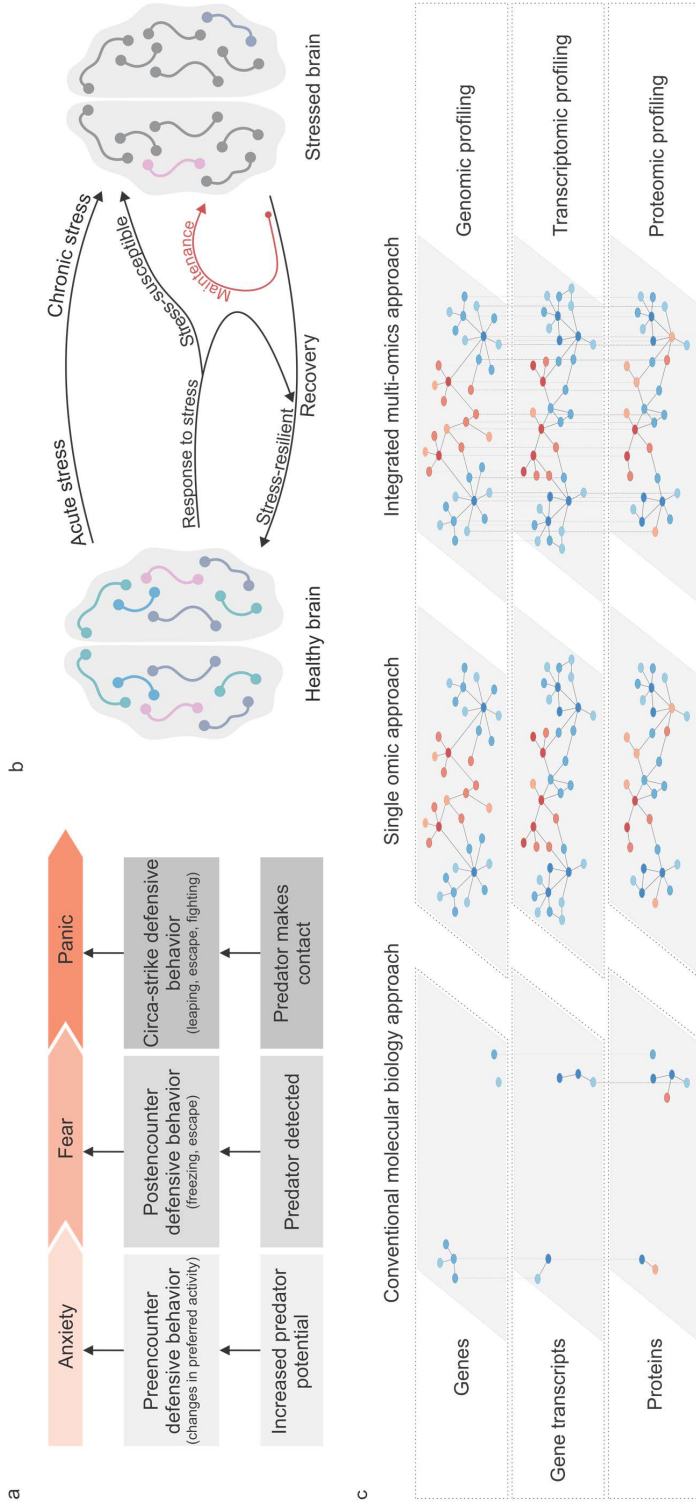 a
Anxiety
Fear
Panic
Preencounter
defensive behavior
(changes in preferred activity)
Postencounter
defensive behavior
(freezing, escape)
Circa-strike defensive
behavior
(leaping, escape, fighting)
Increased predator
potential
Predator detected
Predator makes
contact
b
Acute stress
Chronic stress
Response to stress
Stress-susceptible
Maintenance
Stress-resilient
Recovery
Healthy brain
Stressed brain
c
Conventional molecular biology approach
Single omic approach
Integrated multi-omics approach
Genes
Genomic profiling
Gene transcripts
Transcriptomic profiling
Proteins
Proteomic profiling